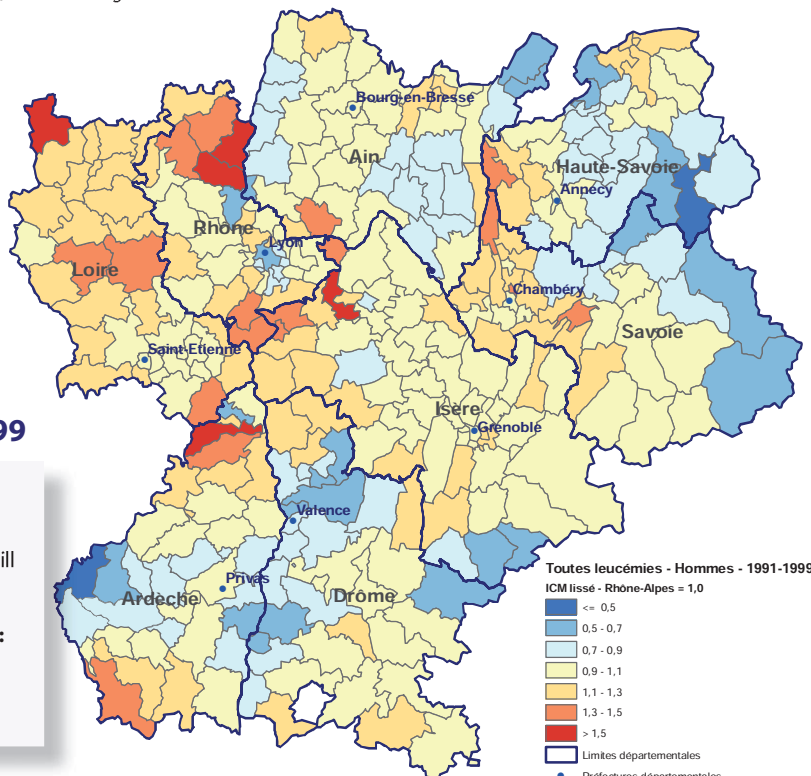 Bourg-en-Bresse
Ain
Haute-Savoie
Annecy
Rhône
Lyon
Loire
Chambéry
Savoie
Saint-Etienne
Isère
Grenoble
99
Valence
ill
Privas
Ardèche
Drôme
:
Toutes leucémies - Hommes - 1991-1999
ICM lissé - Rhône-Alpes = 1,0
<= 0,5
0,5 - 0,7
0,7 - 0,9
0,9 - 1,1
1,1 - 1,3
1,3 - 1,5
> 1,5
Limites départementales
Préfectures départementales